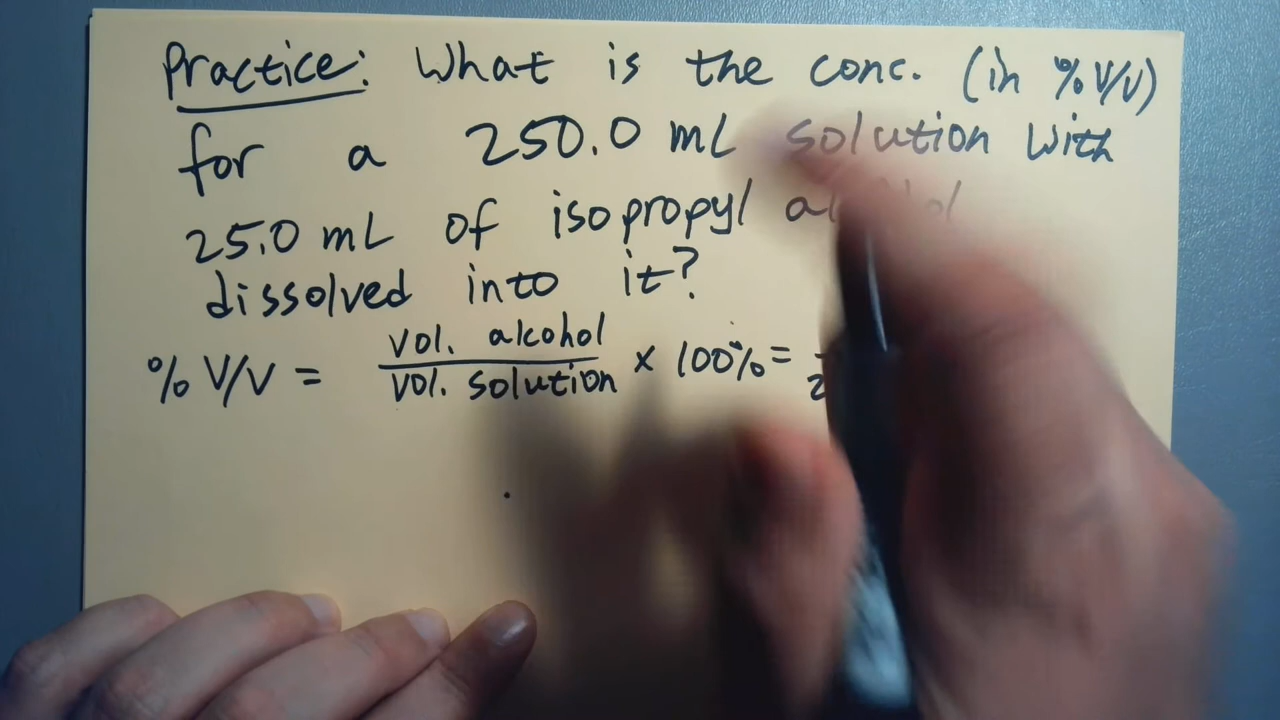 Practice: What is the conc. (in % V/V)
for a 250.0 mL solution with
25.0 mL of isopropyl alcohol
dissolved into it?
% V/V = vol. alcohol / vol. solution x 100% =